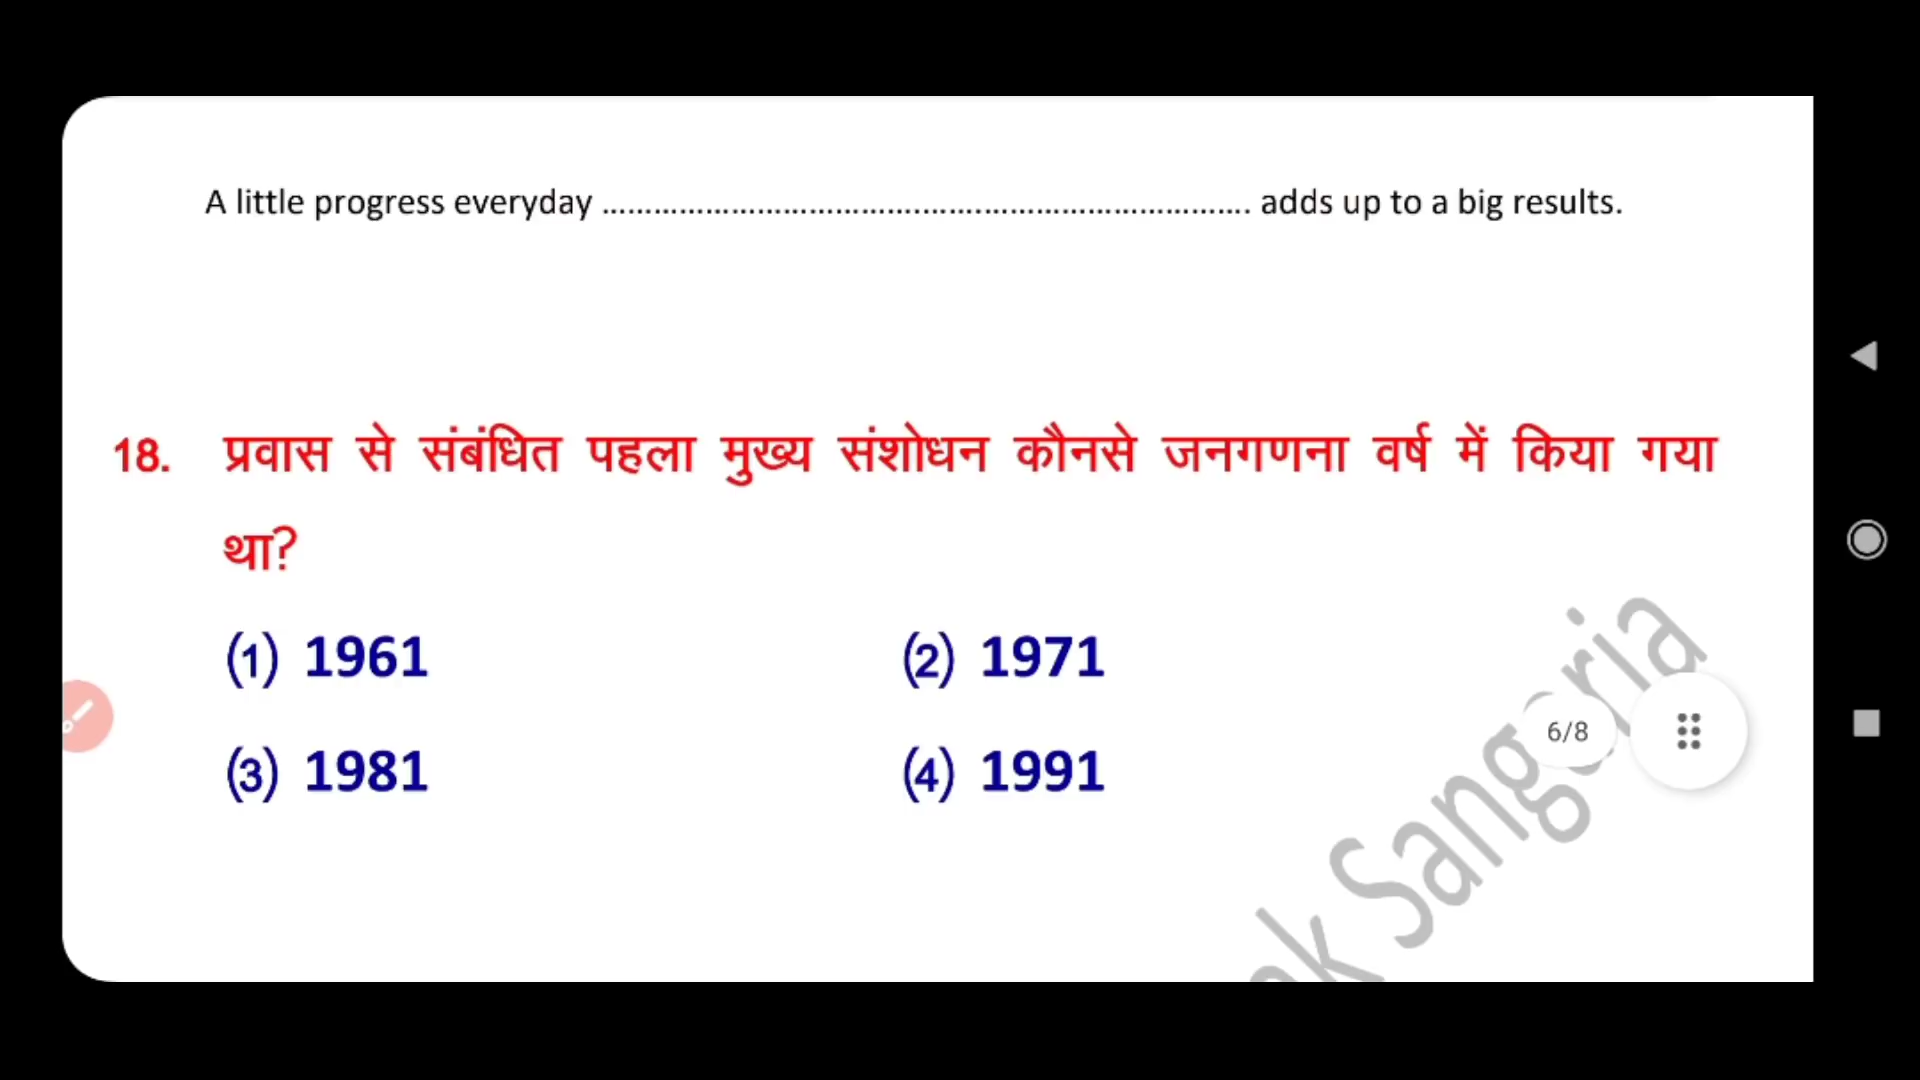 A little progress everyday ........................................................................... adds up to a big results.
18. प्रवास से संबंधित पहला मुख्य संशोधन कौनसे जनगणना वर्ष में किया गया
था?
(1) 1961 (2) 1971
(3) 1981 (4) 1991
6/8
Sangaria